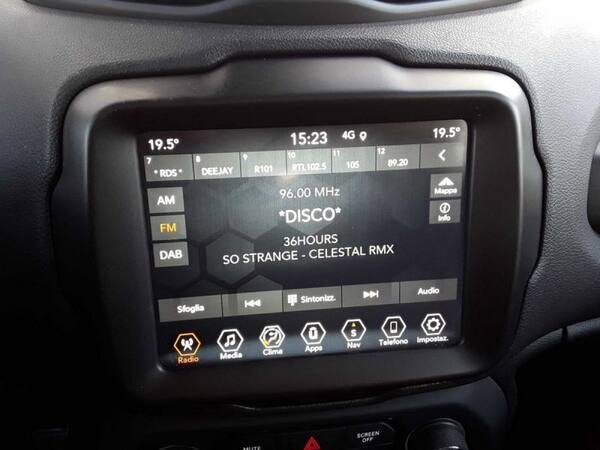 19.5° 15:23 4G 19.5°
7 8 9 10 11 12
*RDS* DEEJAY R101 RTL102.5 105 89.20
AM 96.00 MHz Mappa
FM *DISCO* Info
DAB 36HOURS
SO STRANGE - CELESTAL RMX
Sfoglia Sintonizz. Audio
S
Radio Media Clima Apps Nav Telefono Impostaz.
MUTE SCREEN
OFF